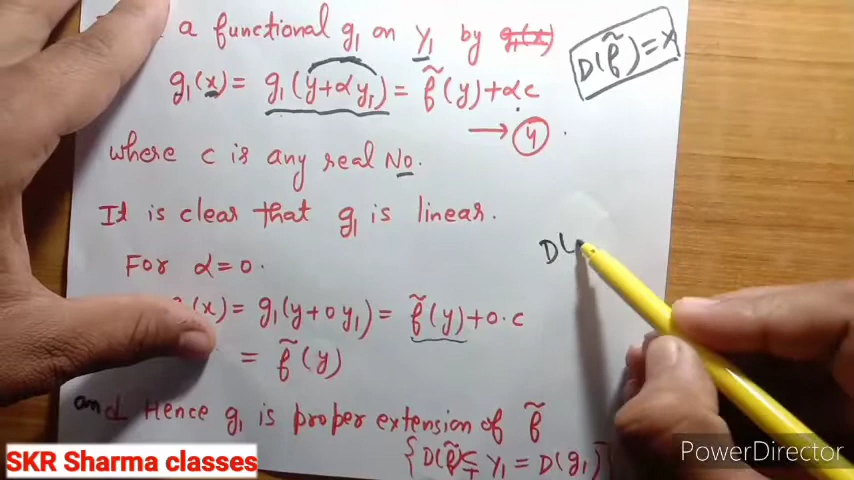 a functional g₁ on Y₁ by g₁(x)
D(f̃) = X
g₁(x) = g₁(y+αy₁) = f̃(y) + αc
→ 4
where c is any real No.
It is clear that g₁ is linear.
D(
For α=0.
(x) = g₁(y+0y₁) = f̃(y) + 0·c
= f̃(y)
and Hence g₁ is proper extension of f̃
{D(f̃) ⊊ Y₁ = D(g₁)}
PowerDirector
SKR Sharma classes